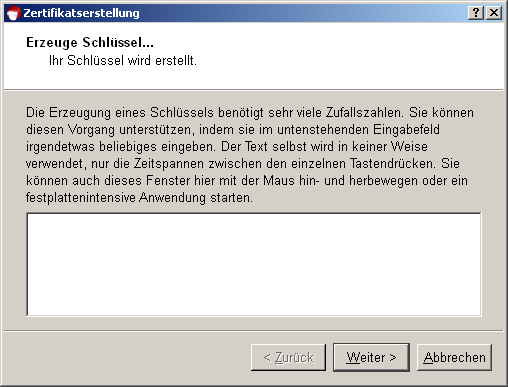 Zertifikatserstellung
Erzeuge Schlüssel...
Ihr Schlüssel wird erstellt.
Die Erzeugung eines Schlüssels benötigt sehr viele Zufallszahlen. Sie können
diesen Vorgang unterstützen, indem sie im untenstehenden Eingabefeld
irgendetwas beliebiges eingeben. Der Text selbst wird in keiner Weise
verwendet, nur die Zeitspannen zwischen den einzelnen Tastendrücken. Sie
können auch dieses Fenster hier mit der Maus hin- und herbewegen oder ein
festplattenintensive Anwendung starten.
< Zurück Weiter > Abbrechen